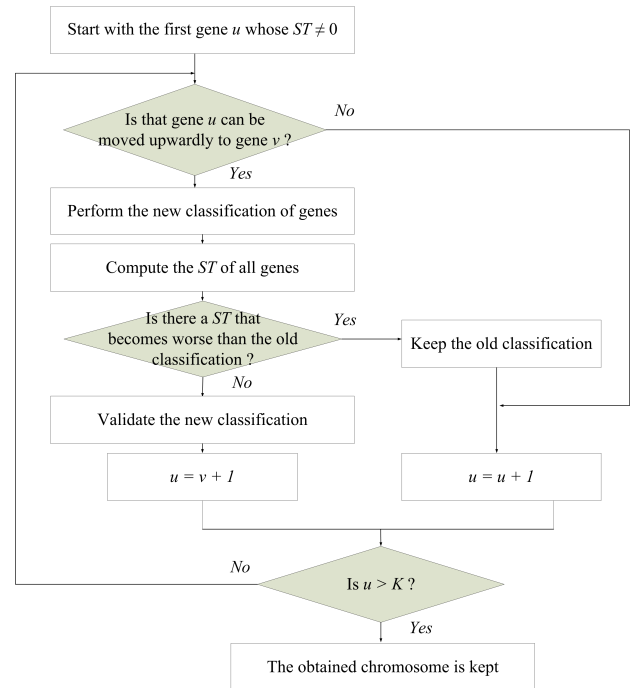 Start with the first gene u whose ST ≠ 0
Is that gene u can be
moved upwardly to gene v ?
No
Yes
Perform the new classification of genes
Compute the ST of all genes
Is there a ST that
becomes worse than the old
classification ?
Yes
Keep the old classification
No
Validate the new classification
u = v + 1
u = u + 1
No
Is u > K ?
Yes
The obtained chromosome is kept